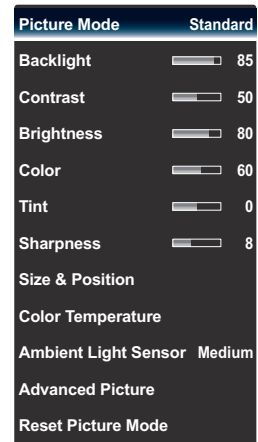 Picture Mode Standard
Backlight 85
Contrast 50
Brightness 80
Color 60
Tint 0
Sharpness 8
Size & Position
Color Temperature
Ambient Light Sensor Medium
Advanced Picture
Reset Picture Mode